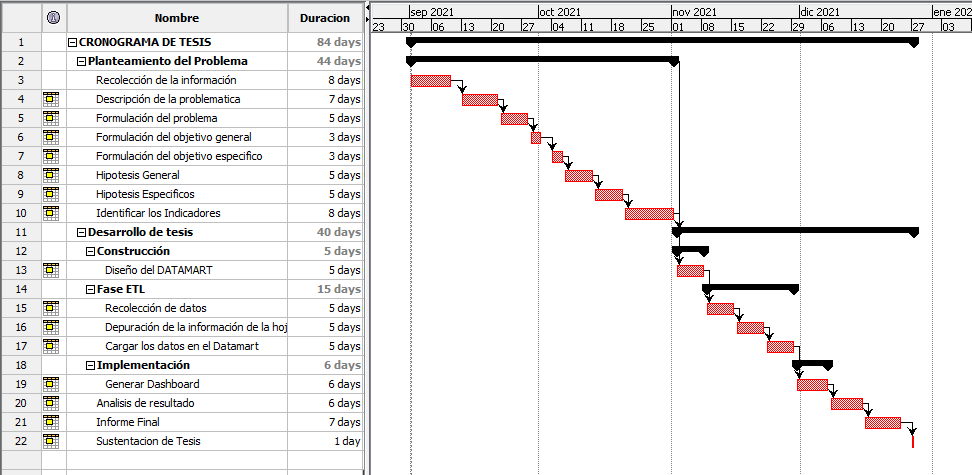 Nombre Duracion sep 2021 oct 2021 nov 2021 dic 2021 ene 202
23 30 06 13 20 27 04 11 18 25 01 08 15 22 29 06 13 20 27 03
1 CRONOGRAMA DE TESIS 84 days
2 Planteamiento del Problema 44 days
3 Recolección de la información 8 days
4 Descripción de la problematica 7 days
5 Formulación del problema 5 days
6 Formulación del objetivo general 3 days
7 Formulación del objetivo especifico 3 days
8 Hipotesis General 5 days
9 Hipotesis Especificos 5 days
10 Identificar los Indicadores 8 days
11 Desarrollo de tesis 40 days
12 Construcción 5 days
13 Diseño del DATAMART 5 days
14 Fase ETL 15 days
15 Recolección de datos 5 days
16 Depuración de la información de la hoj 5 days
17 Cargar los datos en el Datamart 5 days
18 Implementación 6 days
19 Generar Dashboard 6 days
20 Analisis de resultado 6 days
21 Informe Final 7 days
22 Sustentacion de Tesis 1 day